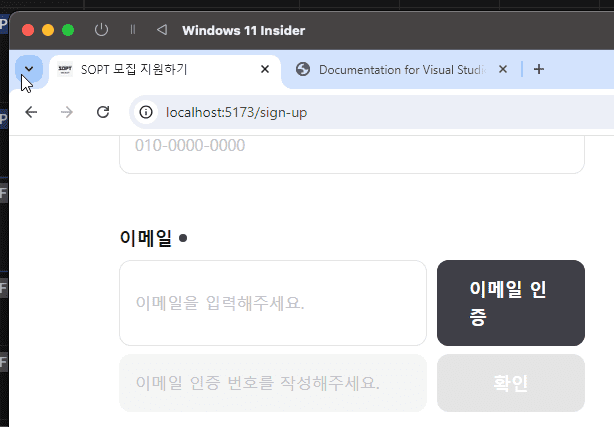 Windows 11 Insider
SOPT 모집 지원하기
Documentation for Visual Studi
localhost:5173/sign-up
010-0000-0000
이메일
이메일을 입력해주세요.
이메일 인
증
이메일 인증 번호를 작성해주세요.
확인